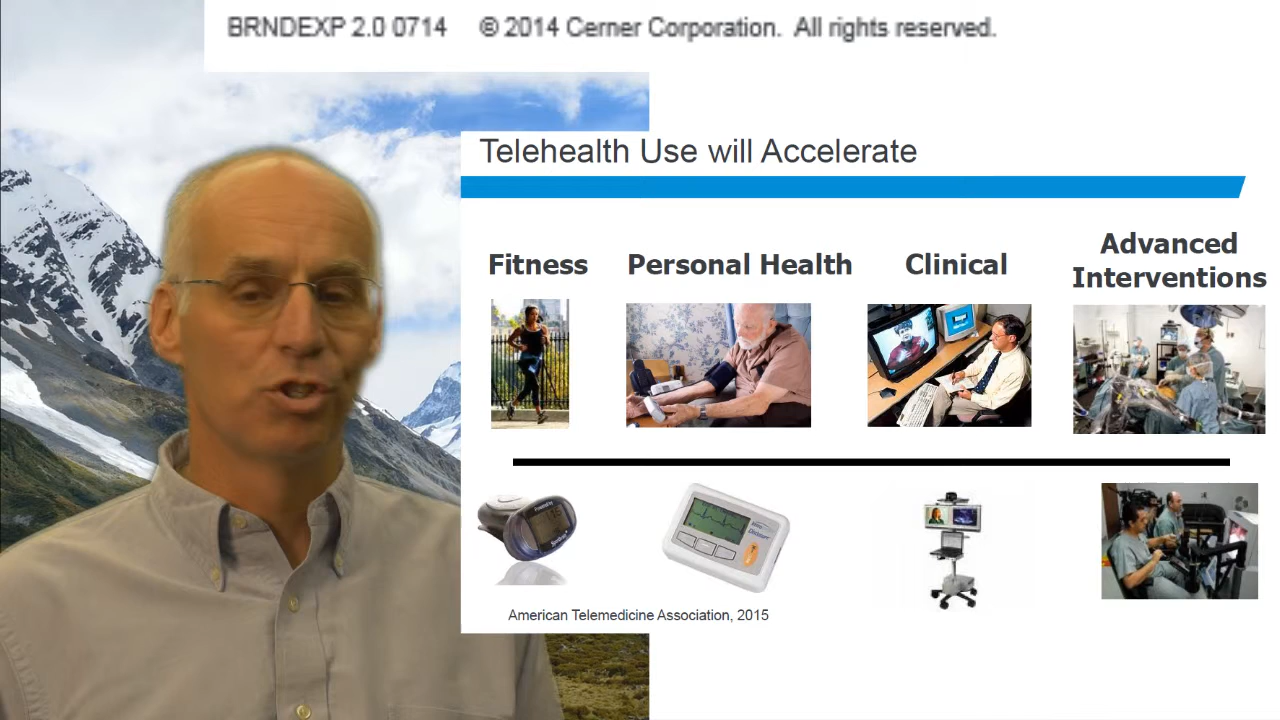 BRNDEXP 2.0 0714 © 2014 Cerner Corporation. All rights reserved.
Telehealth Use will Accelerate
Fitness
Personal Health
Clinical
Advanced
Interventions
American Telemedicine Association, 2015